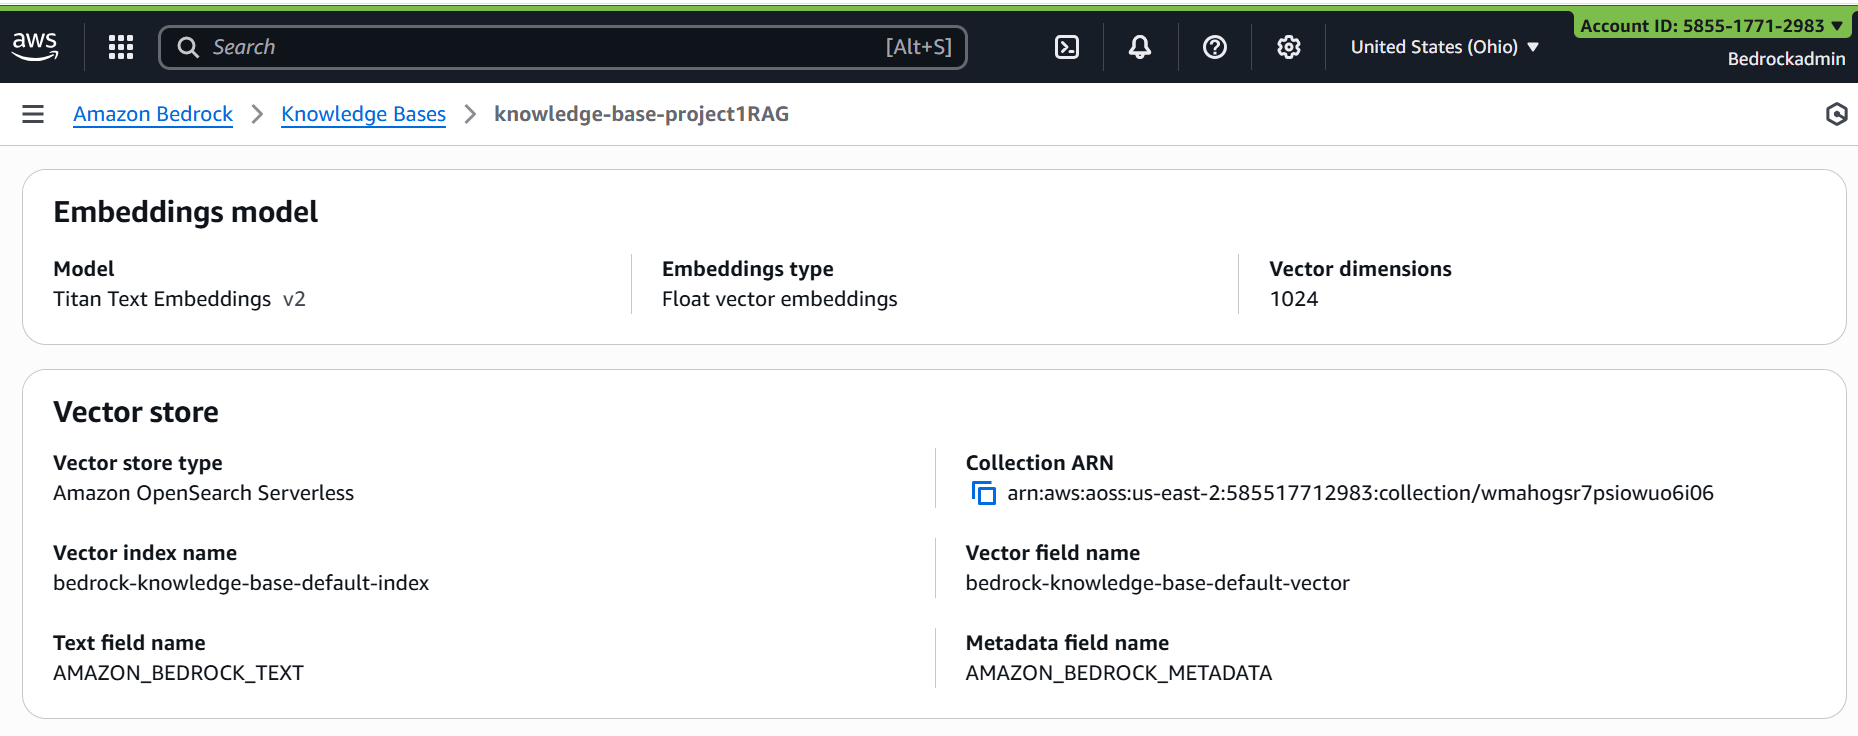 aws
Search [Alt+S]
United States (Ohio)
Account ID: 5855-1771-2983
Bedrockadmin
Amazon Bedrock > Knowledge Bases > knowledge-base-project1RAG
Embeddings model
Model
Titan Text Embeddings v2
Embeddings type
Float vector embeddings
Vector dimensions
1024
Vector store
Vector store type
Amazon OpenSearch Serverless
Collection ARN
arn:aws:aoss:us-east-2:585517712983:collection/wmahogsr7psiowuo6i06
Vector index name
bedrock-knowledge-base-default-index
Vector field name
bedrock-knowledge-base-default-vector
Text field name
AMAZON_BEDROCK_TEXT
Metadata field name
AMAZON_BEDROCK_METADATA